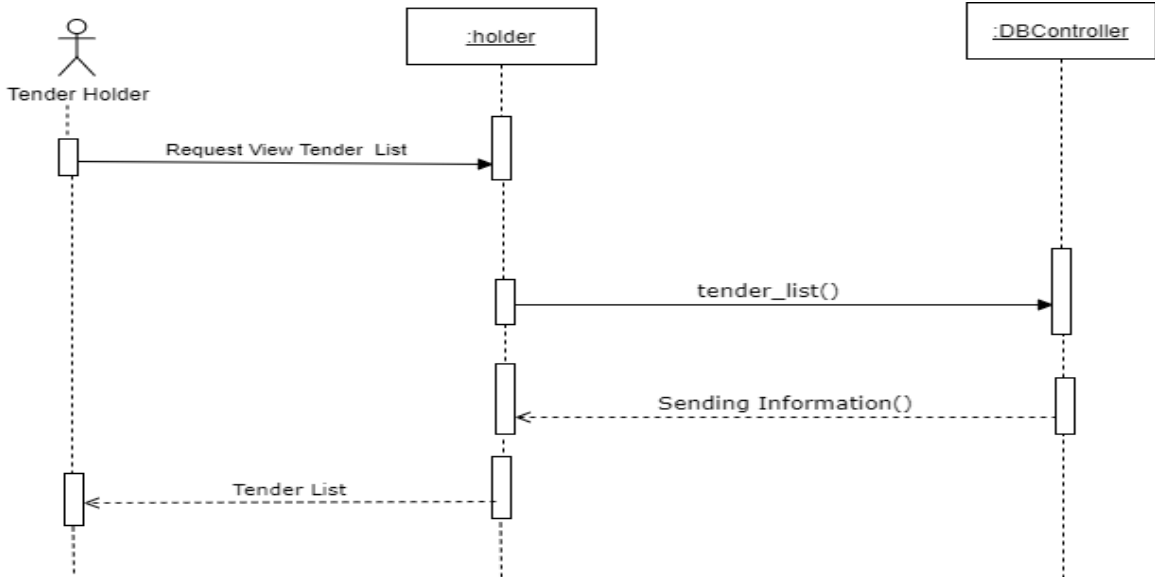 :holder
:DBController
Tender Holder
Request View Tender List
tender_list()
Sending Information()
Tender List